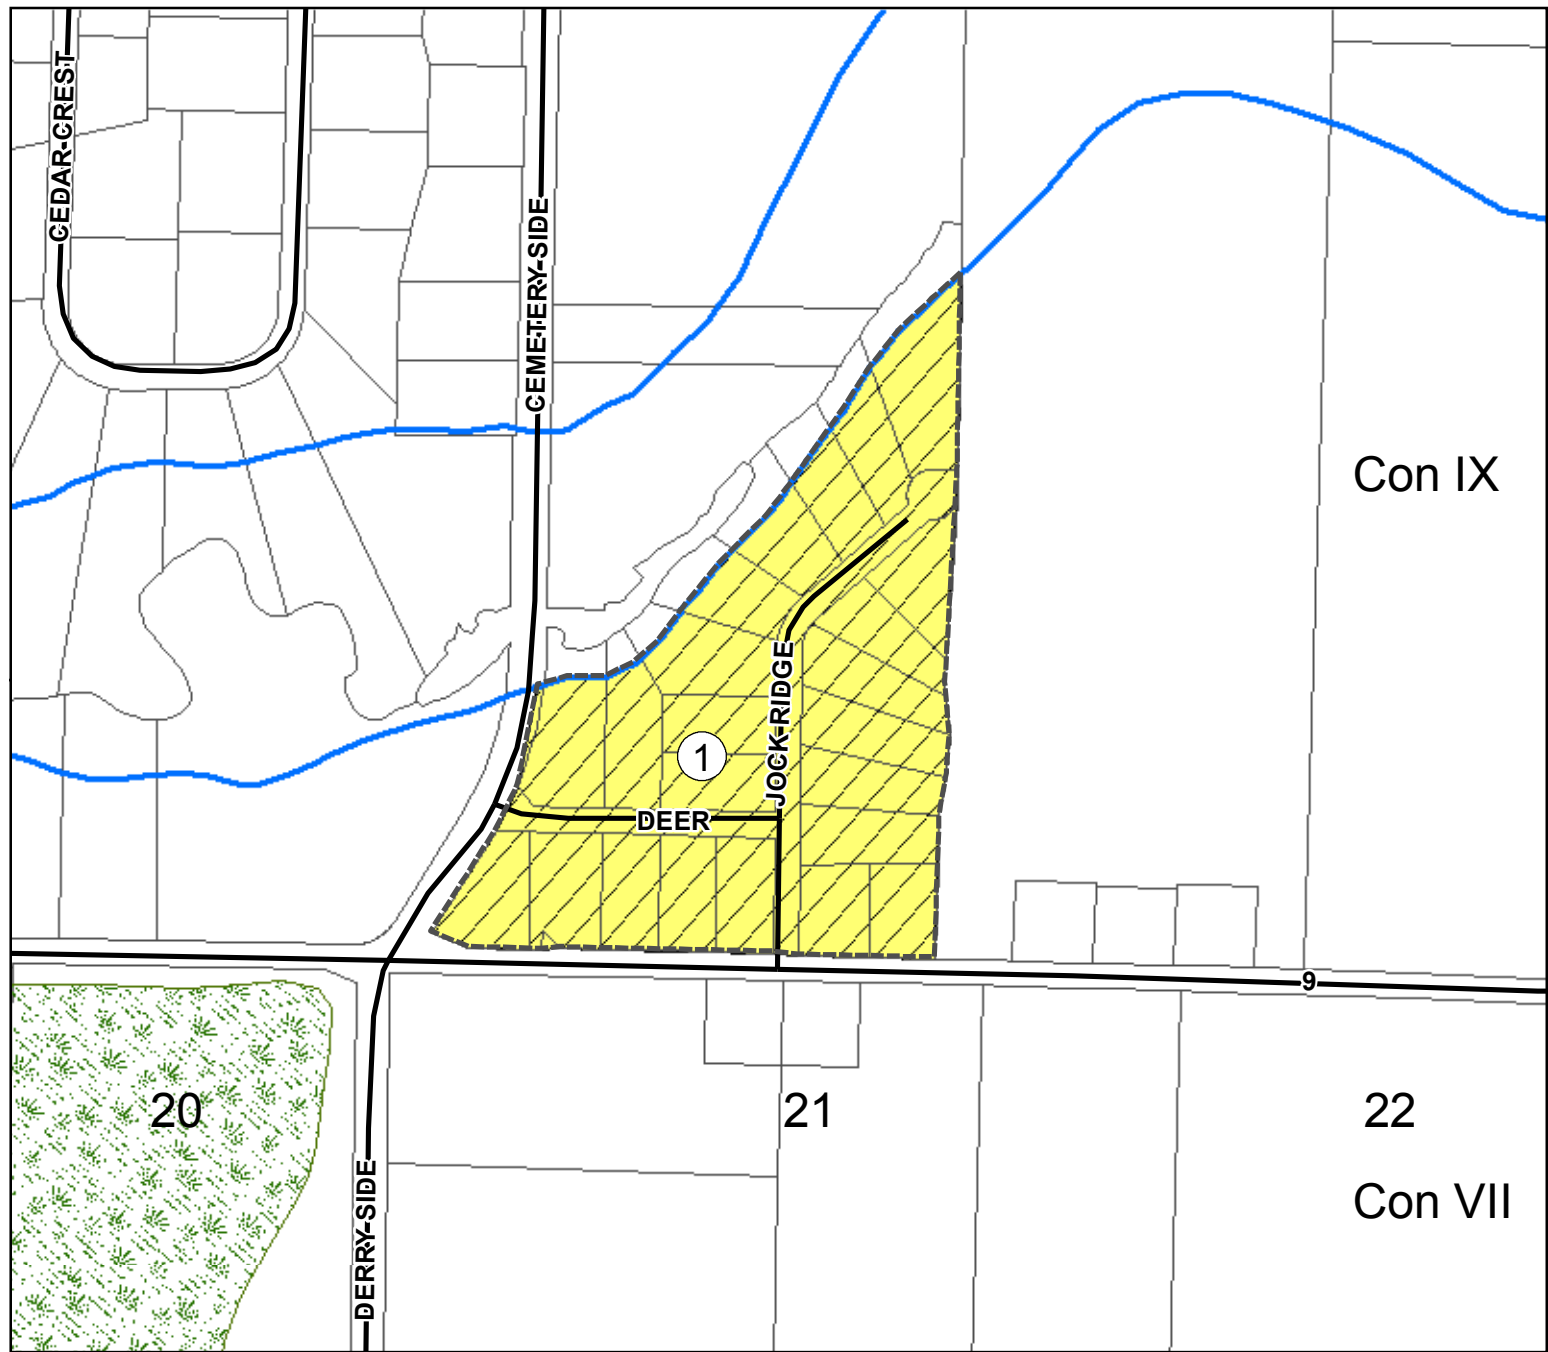 CEDAR-CREST
CEMETERY-SIDE
Con IX
JOCK-RIDGE
1
DEER
9
20
21
22
DERRY-SIDE
Con VII